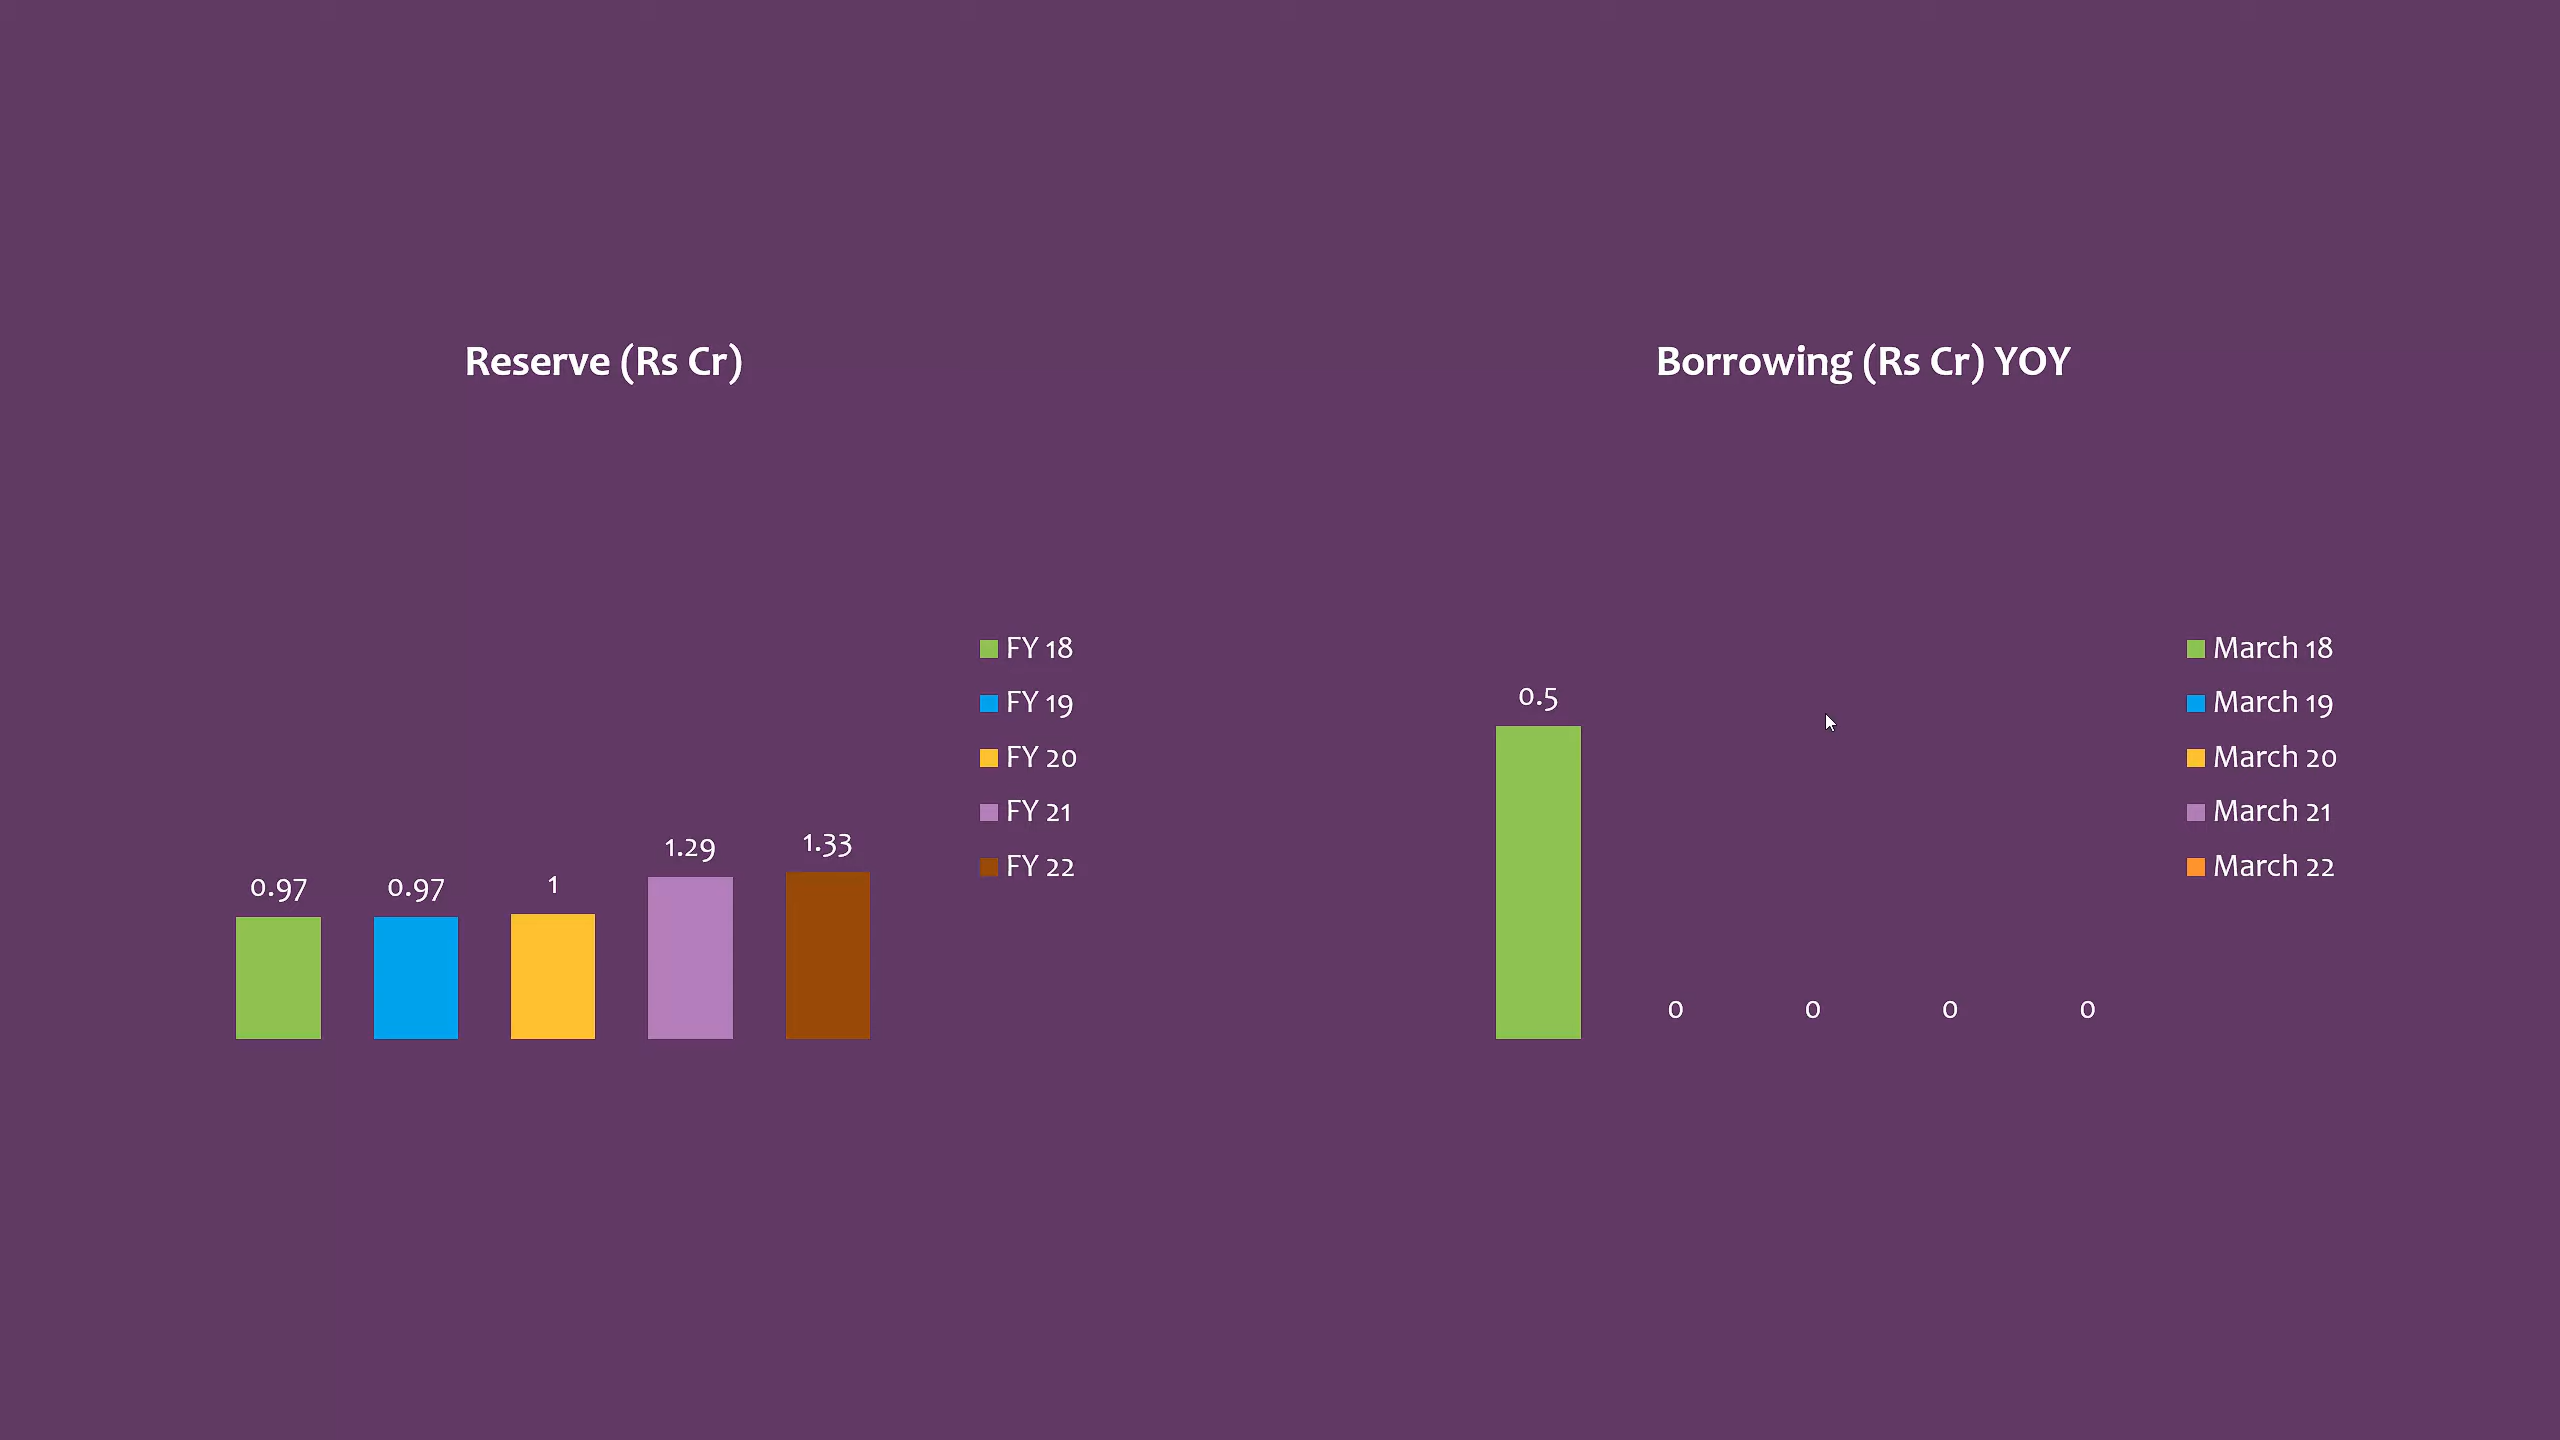 Reserve (Rs Cr)
0.97
0.97
1
1.29
1.33
FY 18
FY 19
FY 20
FY 21
FY 22
Borrowing (Rs Cr) YOY
0.5
0
0
0
0
March 18
March 19
March 20
March 21
March 22